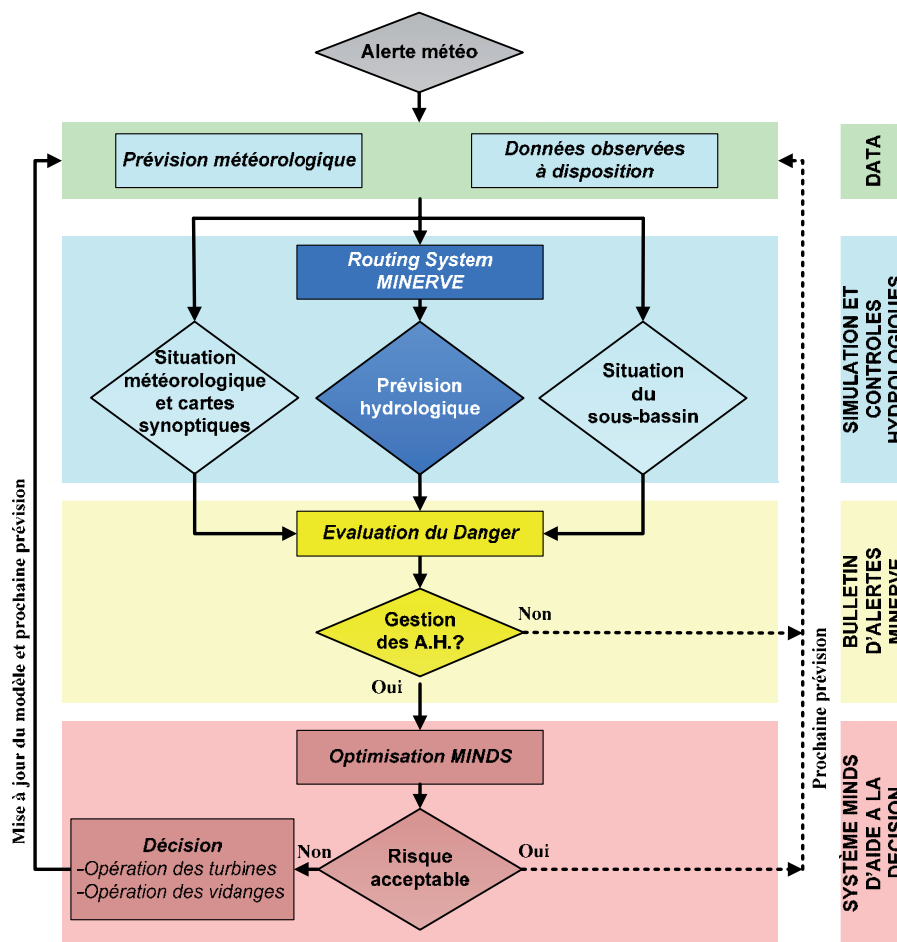 Alerte météo
Prévision météorologique
Données observées
à disposition
DATA
Routing System
MINERVE
Situation
météorologique
et cartes
synoptiques
Prévision
hydrologique
Situation
du
sous-bassin
SIMULATION ET
CONTROLES
HYDROLOGIQUES
Evaluation du Danger
Gestion
des A.H.?
Non
Oui
BULLETIN
D'ALERTES
MINERVE
Optimisation MINDS
Risque
acceptable
Non
Oui
Décision
-Opération des turbines
-Opération des vidanges
SYSTÈME MINDS
D'AIDE A LA
DECISION
Mise à jour du modèle et prochaine prévision
Prochaine prévision